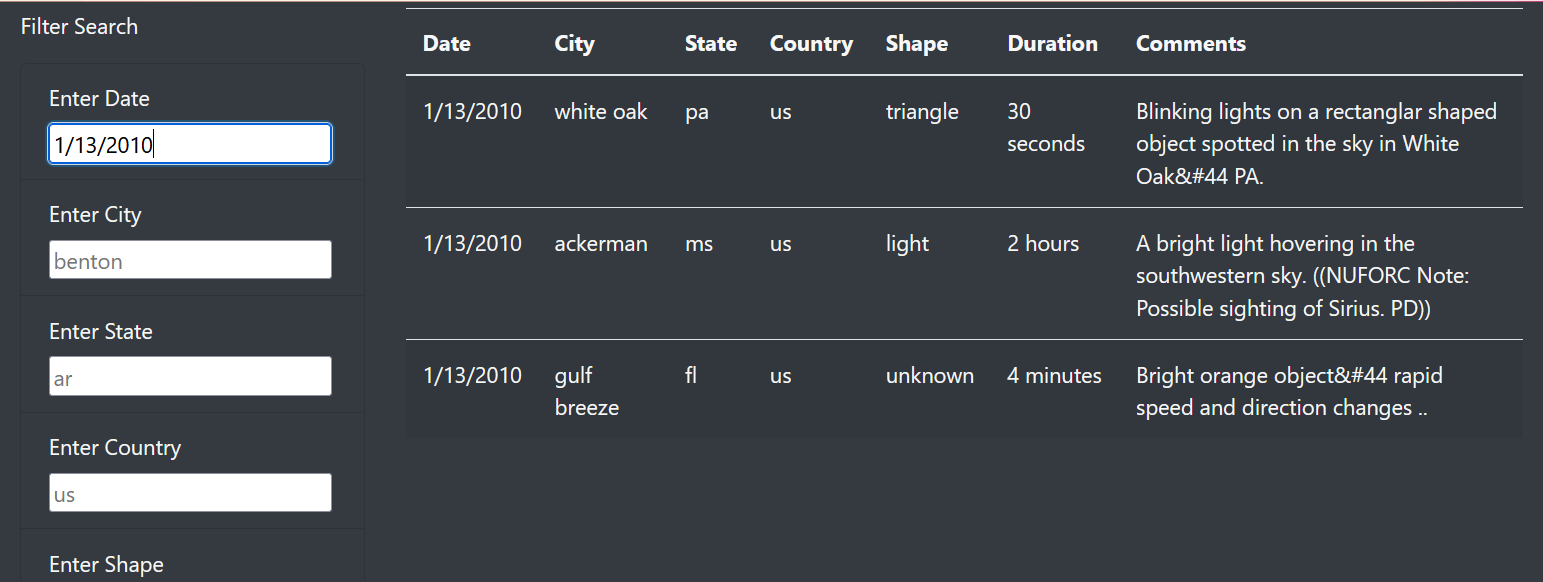 Filter Search
Enter Date
1/13/2010
Enter City
benton
Enter State
ar
Enter Country
us
Enter Shape
Date City State Country Shape Duration Comments
1/13/2010 white oak pa us triangle 30 seconds Blinking lights on a rectanglar shaped
object spotted in the sky in White
Oak&#44 PA.
1/13/2010 ackerman ms us light 2 hours A bright light hovering in the
southwestern sky. ((NUFORC Note:
Possible sighting of Sirius. PD))
1/13/2010 gulf breeze fl us unknown 4 minutes Bright orange object&#44 rapid
speed and direction changes ..